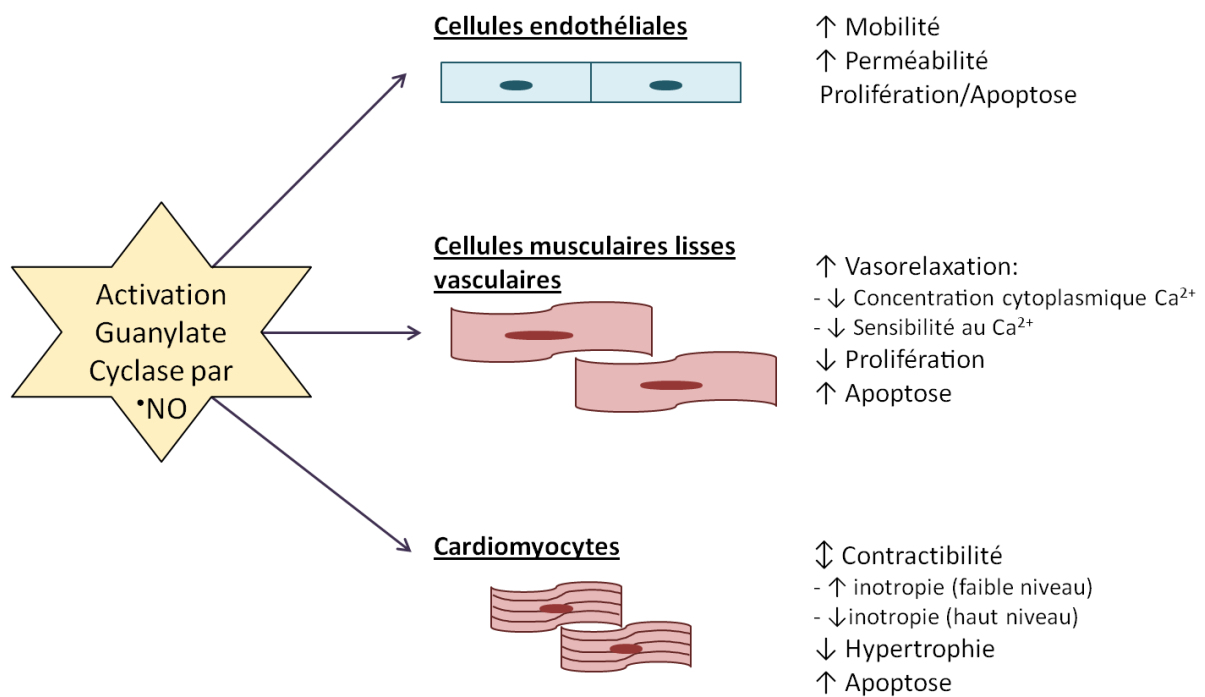 Cellules endothéliales
↑ Mobilité
↑ Perméabilité
Prolifération/Apoptose
Activation
Guanylate
Cyclase par
•NO
Cellules musculaires lisses
vasculaires
↑ Vasorelaxation:
- ↓ Concentration cytoplasmique Ca²⁺
- ↓ Sensibilité au Ca²⁺
↓ Prolifération
↑ Apoptose
Cardiomyocytes
↕ Contractibilité
- ↑ inotropie (faible niveau)
- ↓inotropie (haut niveau)
↓ Hypertrophie
↑ Apoptose